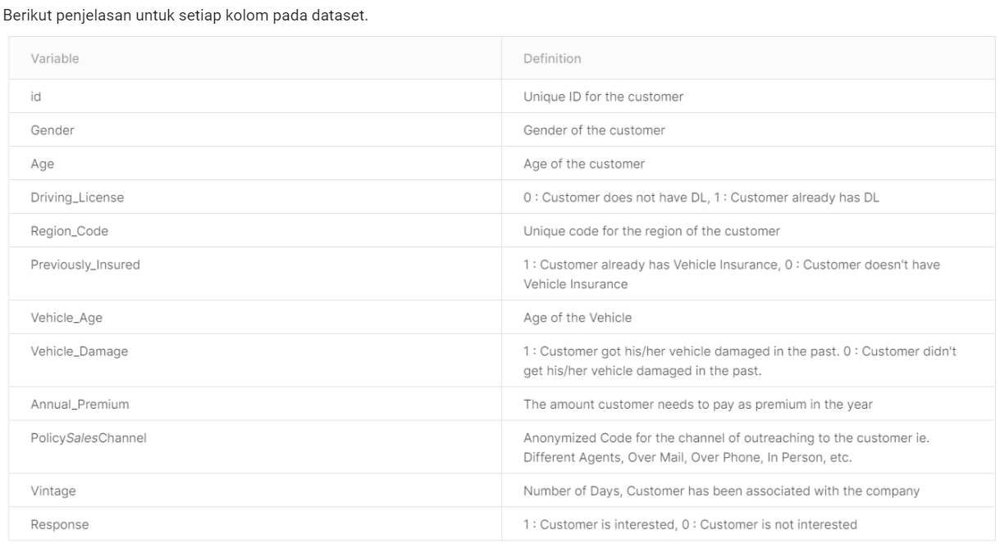 Berikut penjelasan untuk setiap kolom pada dataset.
Variable Definition
id Unique ID for the customer
Gender Gender of the customer
Age Age of the customer
Driving_License 0 : Customer does not have DL, 1 : Customer already has DL
Region_Code Unique code for the region of the customer
Previously_Insured 1 : Customer already has Vehicle Insurance, 0 : Customer doesn't have
Vehicle Insurance
Vehicle_Age Age of the Vehicle
Vehicle_Damage 1 : Customer got his/her vehicle damaged in the past. 0 : Customer didn't
get his/her vehicle damaged in the past.
Annual_Premium The amount customer needs to pay as premium in the year
PolicySalesChannel Anonymized Code for the channel of outreaching to the customer ie.
Different Agents, Over Mail, Over Phone, In Person, etc.
Vintage Number of Days, Customer has been associated with the company
Response 1 : Customer is interested, 0 : Customer is not interested